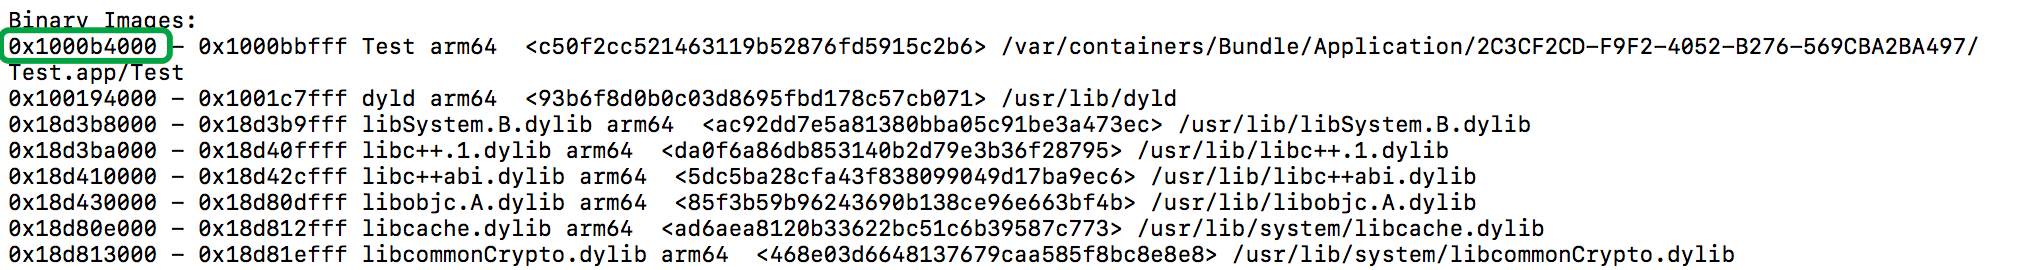 Binary Images:
0x1000b4000 - 0x1000bbfff Test arm64  <c50f2cc521463119b52876fd5915c2b6> /var/containers/Bundle/Application/2C3CF2CD-F9F2-4052-B276-569CBA2BA497/
Test.app/Test
0x100194000 - 0x1001c7fff dyld arm64  <93b6f8d0b0c03d8695fbd178c57cb071> /usr/lib/dyld
0x18d3b8000 - 0x18d3b9fff libSystem.B.dylib arm64  <ac92dd7e5a81380bba05c91be3a473ec> /usr/lib/libSystem.B.dylib
0x18d3ba000 - 0x18d40ffff libc++.1.dylib arm64  <da0f6a86db853140b2d79e3b36f28795> /usr/lib/libc++.1.dylib
0x18d410000 - 0x18d42cfff libc++abi.dylib arm64  <5dc5ba28cfa43f838099049d17ba9ec6> /usr/lib/libc++abi.dylib
0x18d430000 - 0x18d80dfff libobjc.A.dylib arm64  <85f3b59b96243690b138ce96e663bf4b> /usr/lib/libobjc.A.dylib
0x18d80e000 - 0x18d812fff libcache.dylib arm64  <ad6aea8120b33622bc51c6b39587c773> /usr/lib/system/libcache.dylib
0x18d813000 - 0x18d81efff libcommonCrypto.dylib arm64  <468e03d6648137679caa585f8bc8e8e8> /usr/lib/system/libcommonCrypto.dylib